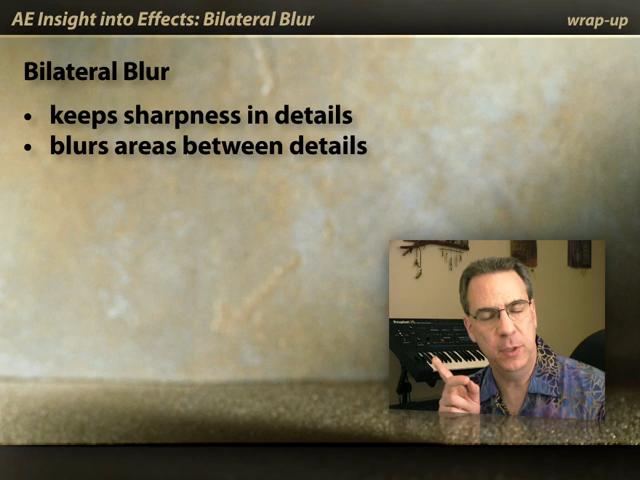 AE Insight into Effects: Bilateral Blur
wrap-up
Bilateral Blur
• keeps sharpness in details
• blurs areas between details